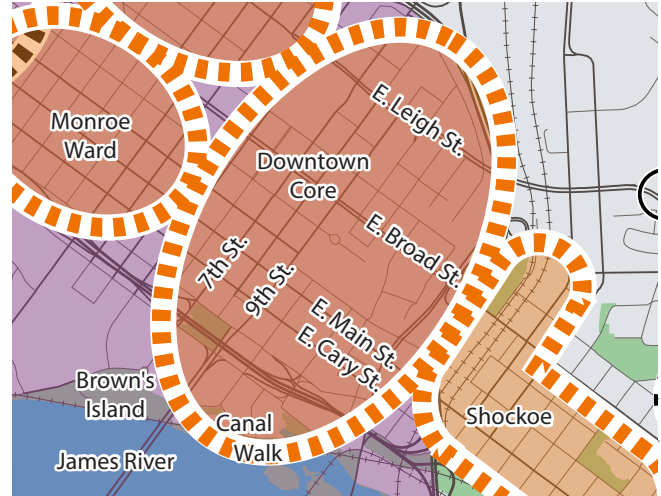 E. Leigh St.
Monroe
Ward
Downtown
Core
E. Broad St.
7th St.
9th St.
E. Main St.
E. Cary St.
Brown's
Island
Canal
Walk
Shockoe
James River